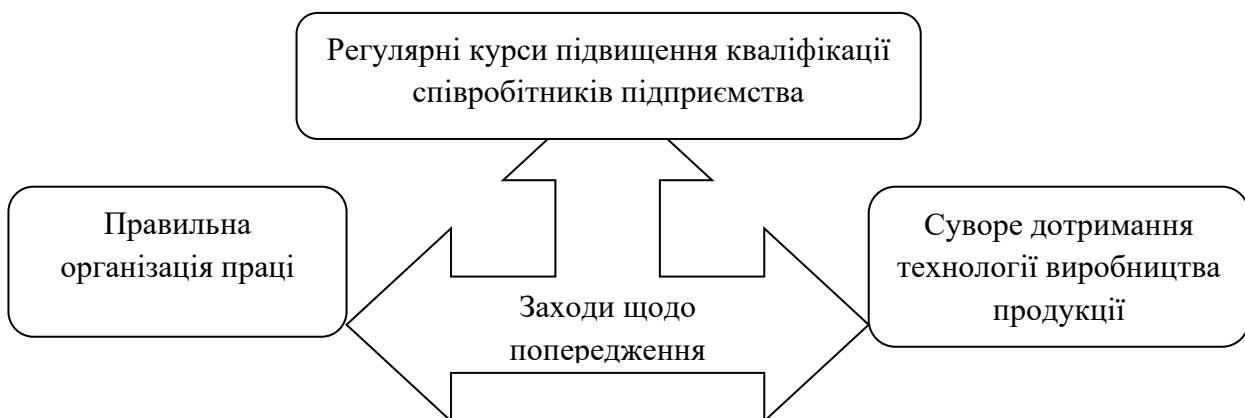 Регулярні курси підвищення кваліфікації
співробітників підприємства
Правильна
організація праці
Суворе дотримання
технології виробництва
продукції
Заходи щодо
попередження